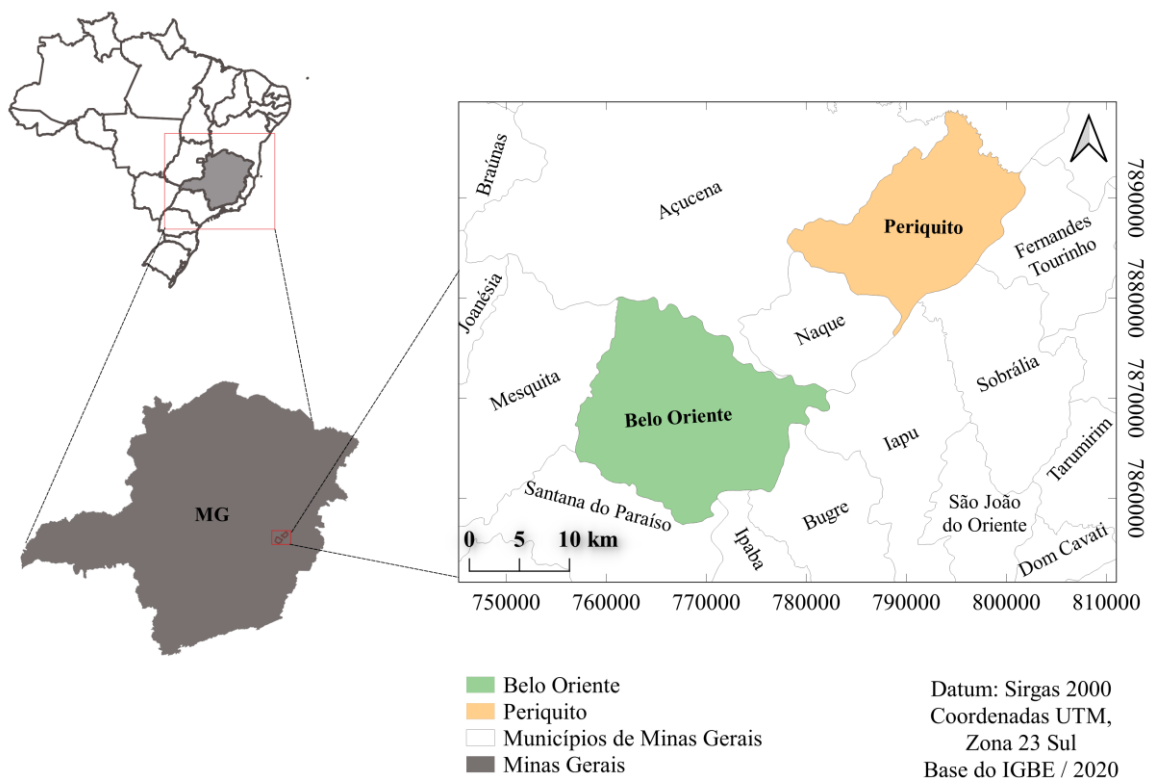 MG
Braúnas
Açucena
Periquito
Fernandes
Tourinho
Joanésia
Naque
Mesquita
Sobrália
Belo Oriente
Iapu
Tarumirim
Santana do Paraíso
Ipaba
Bugre
São João
do Oriente
Dom Cavati
0 5 10 km
750000 760000 770000 780000 790000 800000 810000
7890000
7880000
7870000
7860000
Belo Oriente
Periquito
Municípios de Minas Gerais
Minas Gerais
Datum: Sirgas 2000
Coordenadas UTM,
Zona 23 Sul
Base do IGBE / 2020